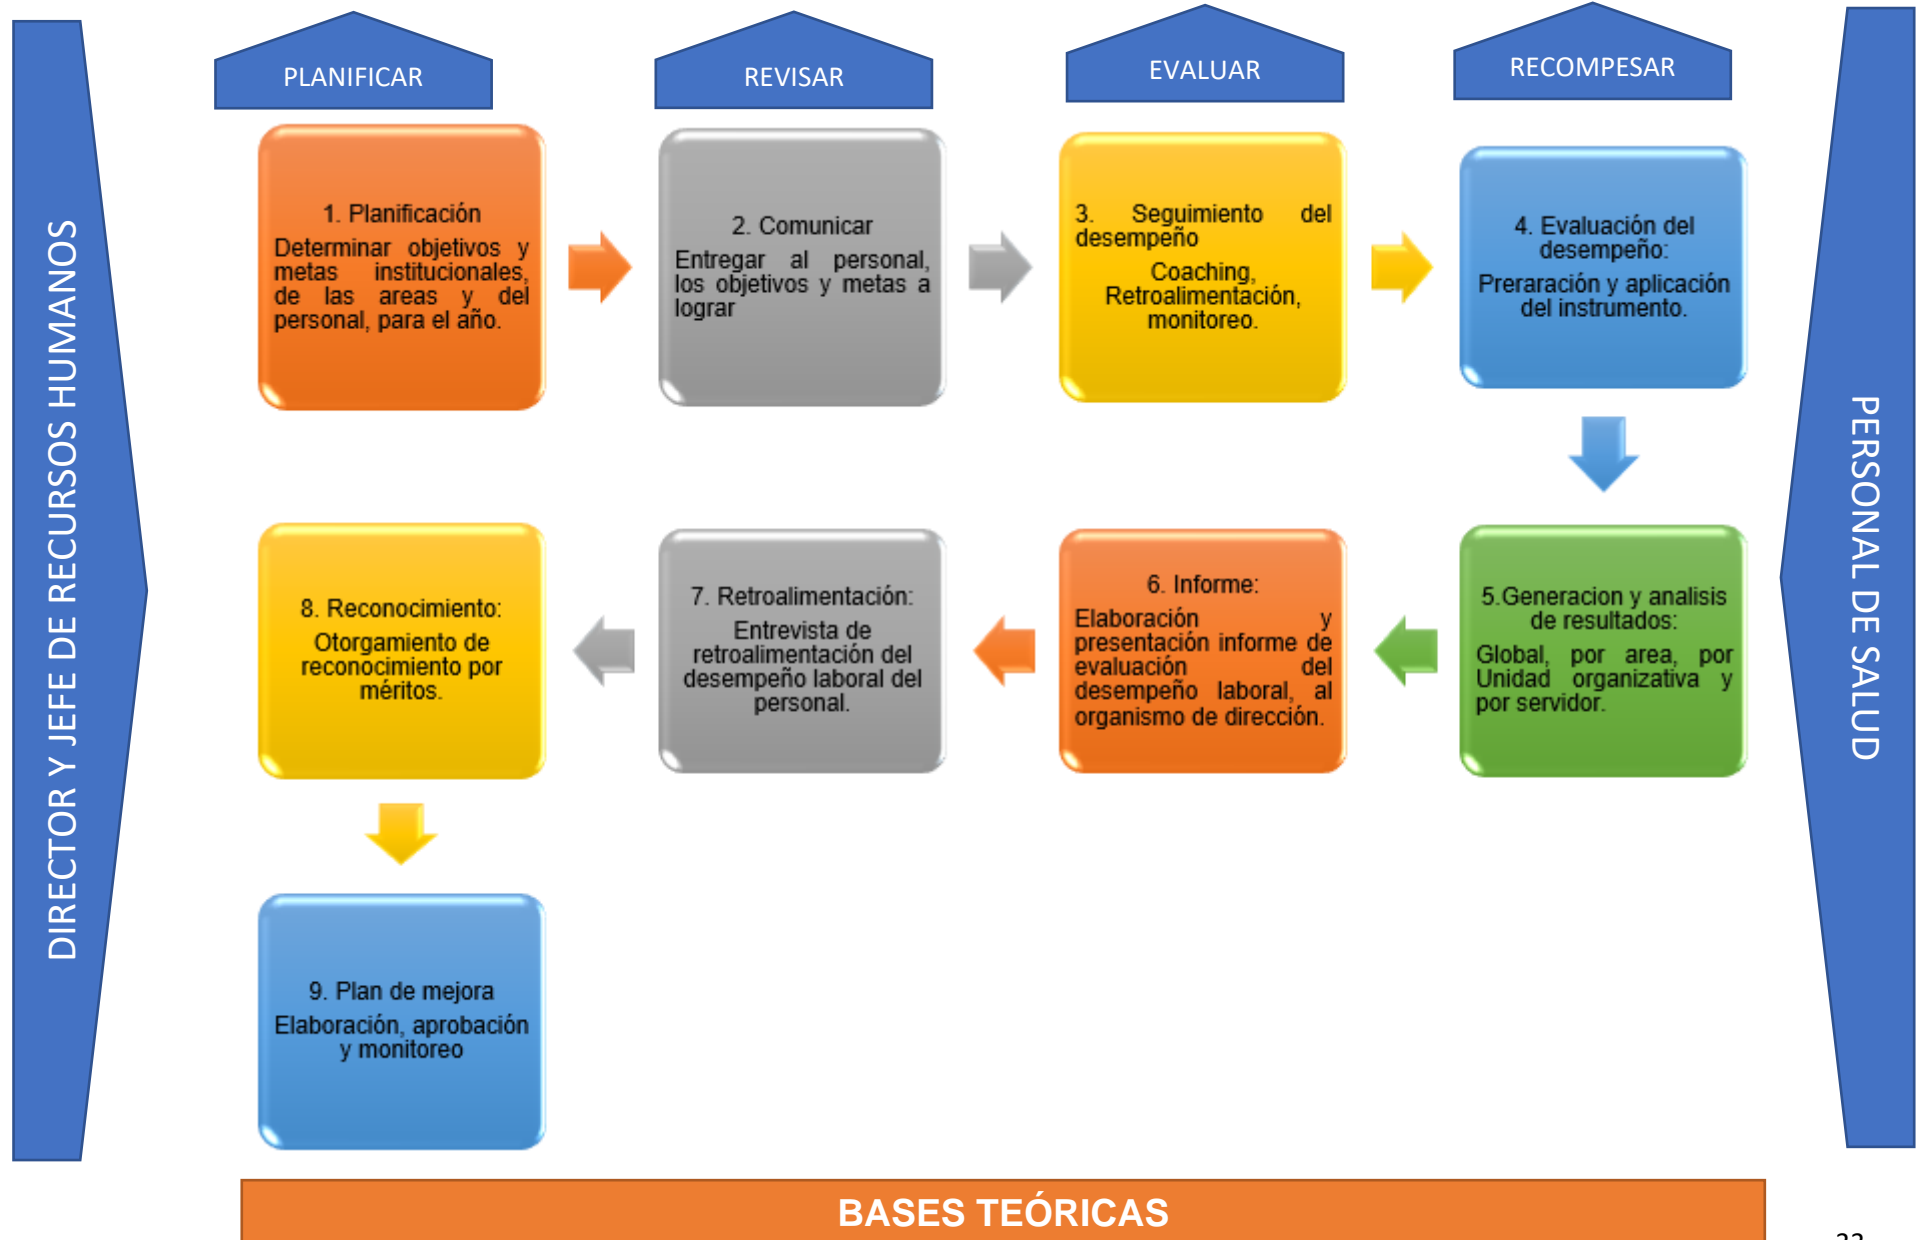 PLANIFICAR
REVISAR
EVALUAR
RECOMPESAR
DIRECTOR Y JEFE DE RECURSOS HUMANOS
1. Planificación
Determinar objetivos y
metas institucionales,
de las areas y del
personal, para el año.
2. Comunicar
Entregar al personal,
los objetivos y metas a
lograr
3. Seguimiento del
desempeño
Coaching,
Retroalimentación,
monitoreo.
4. Evaluación del
desempeño:
Preraración y aplicación
del instrumento.
PERSONAL DE SALUD
5.Generacion y analisis
de resultados:
Global, por area, por
Unidad organizativa y
por servidor.
6. Informe:
Elaboración y
presentación informe de
evaluación del
desempeño laboral, al
organismo de dirección.
7. Retroalimentación:
Entrevista de
retroalimentación del
desempeño laboral del
personal.
8. Reconocimiento:
Otorgamiento de
reconocimiento por
méritos.
9. Plan de mejora
Elaboración, aprobación
y monitoreo
BASES TEÓRICAS